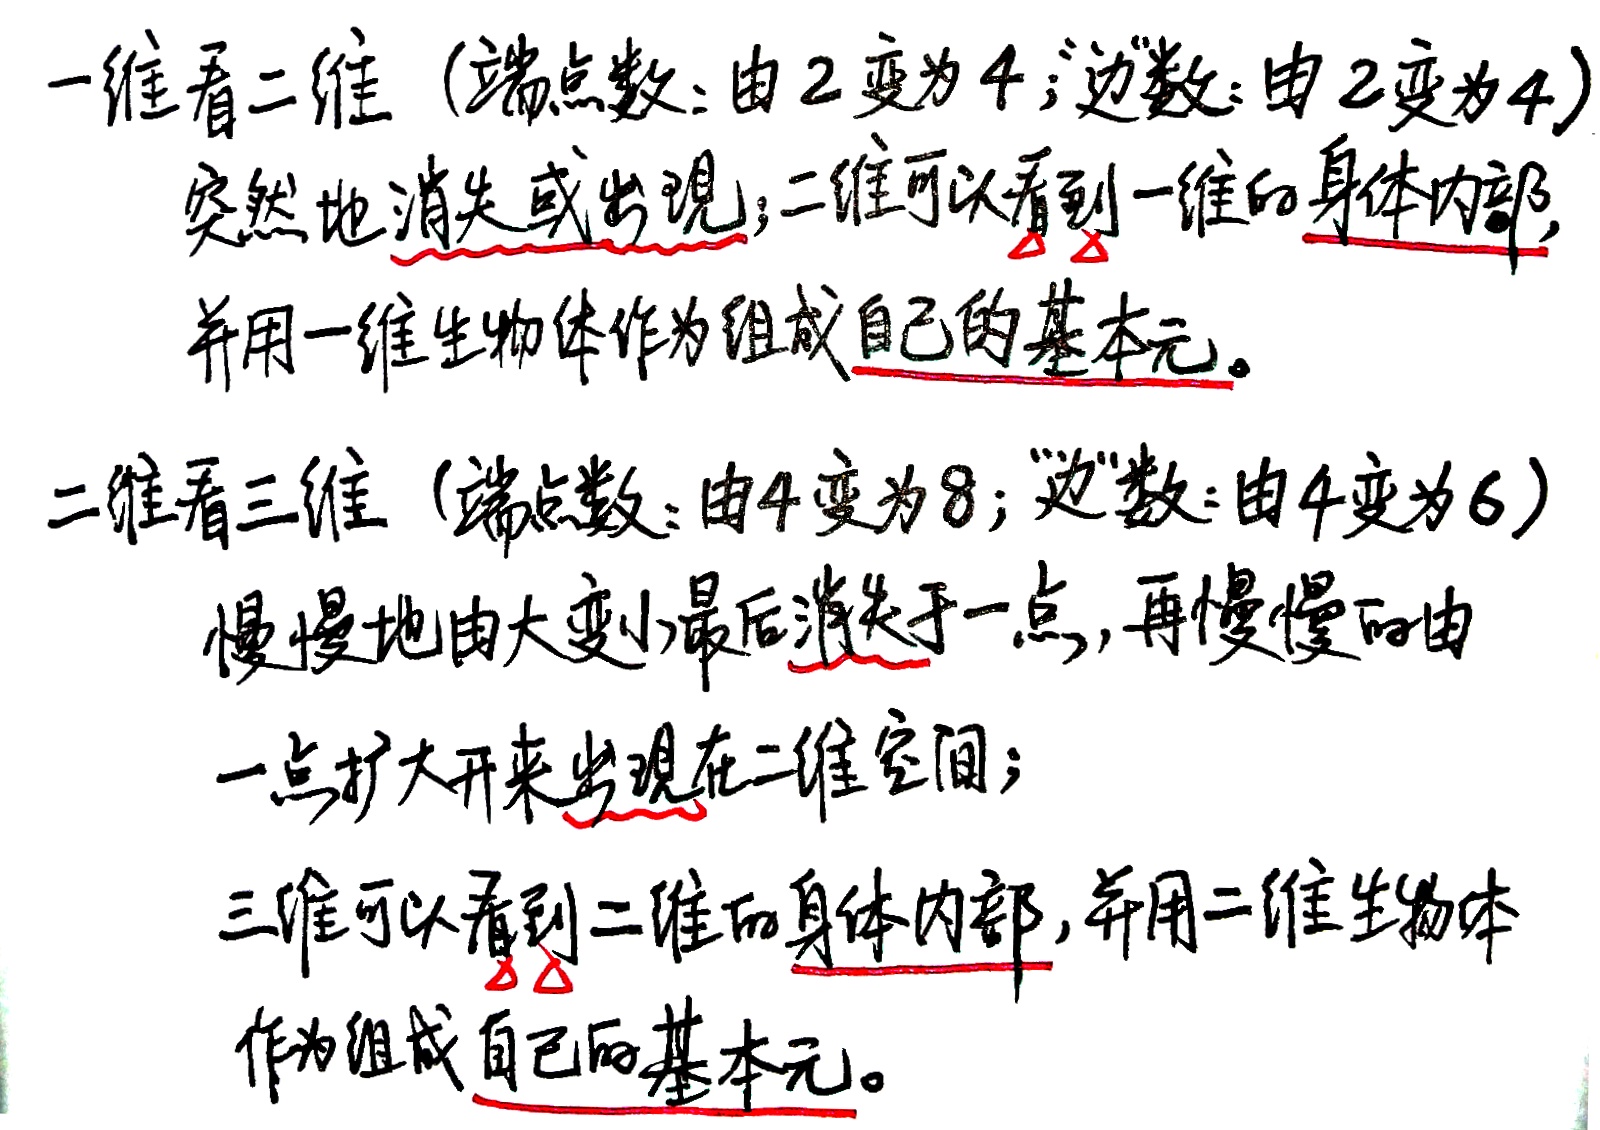 一维看二维（端点数：由2变为4；“边”数：由2变为4）
突然地消失或出現；二维可以看到一维的身体内部，
并用一维生物体作为组成自己的基本元。
二维看三维（端点数：由4变为8；“边”数：由4变为6）
慢慢地由大变小最后消失于一点，再慢慢的由
一点扩大开来出現在二维空间；
三维可以看到二维的身体内部，并用二维生物体
作为组成自己的基本元。